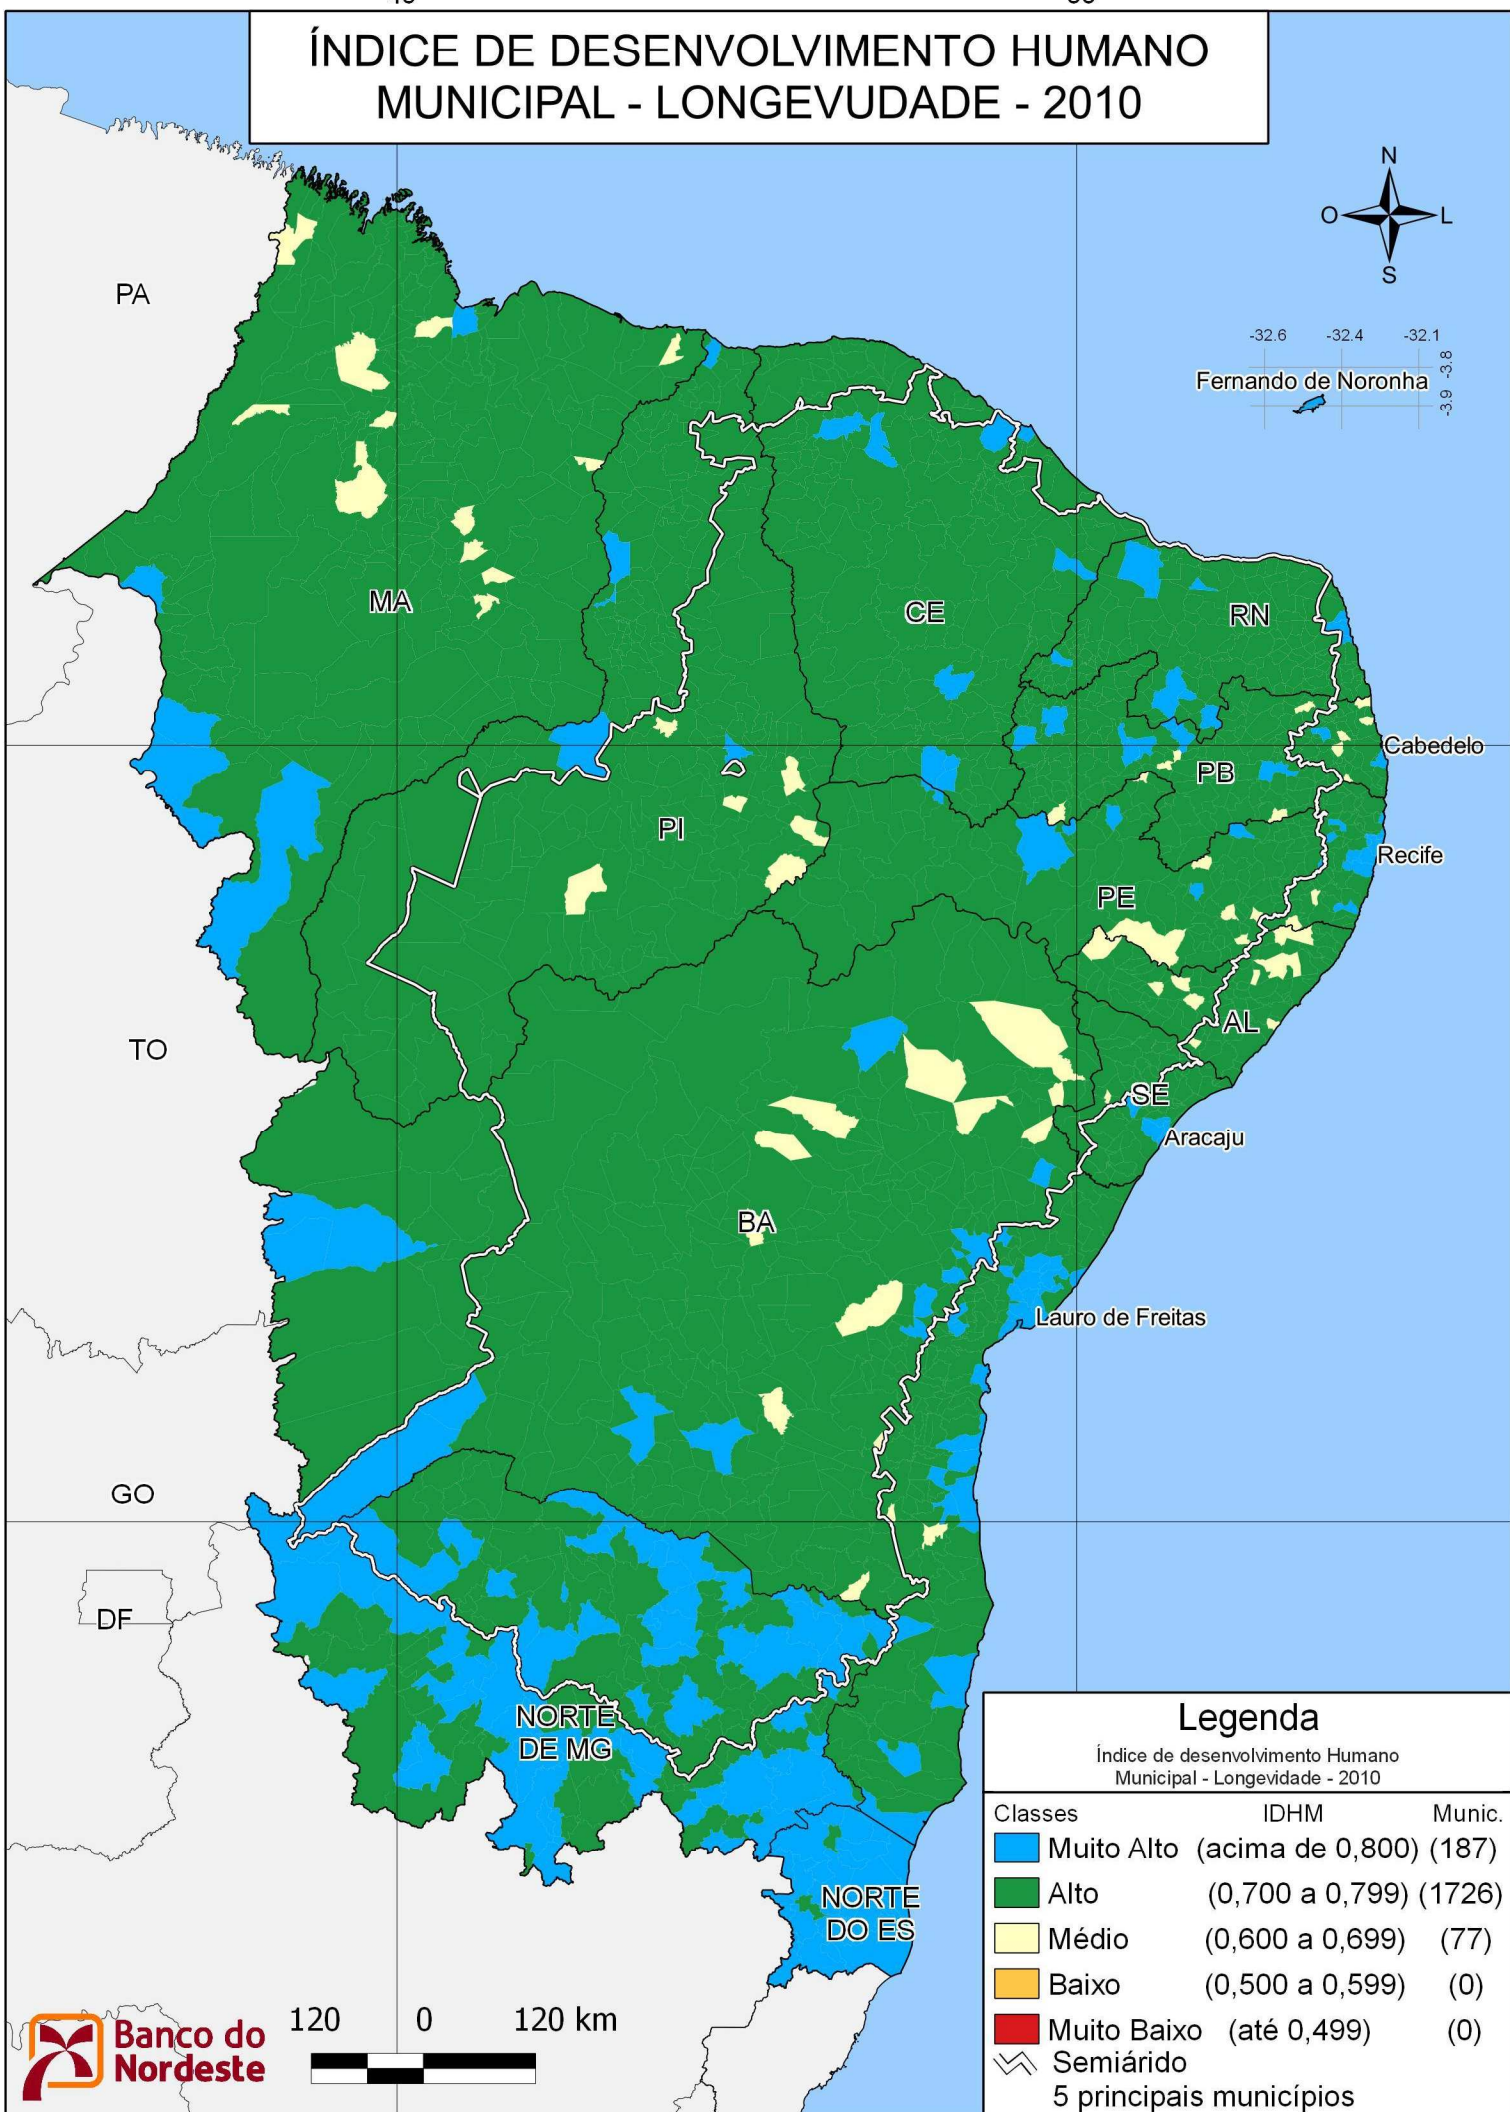 ÍNDICE DE DESENVOLVIMENTO HUMANO
MUNICIPAL - LONGEVUDADE - 2010
N
O
L
S
-32.6
-32.4
-32.1
-3.8
-3.9
Fernando de Noronha
PA
MA
CE
RN
Cabedelo
PB
PI
Recife
PE
AL
TO
SE
Aracaju
BA
Lauro de Freitas
GO
DF
NORTE
DE MG
NORTE
DO ES
Legenda
Índice de desenvolvimento Humano
Municipal - Longevidade - 2010
Classes IDHM Munic.
Muito Alto (acima de 0,800) (187)
Alto (0,700 a 0,799) (1726)
Médio (0,600 a 0,699) (77)
Baixo (0,500 a 0,599) (0)
Muito Baixo (até 0,499) (0)
Semiárido
5 principais municípios
120 0 120 km
Banco do
Nordeste